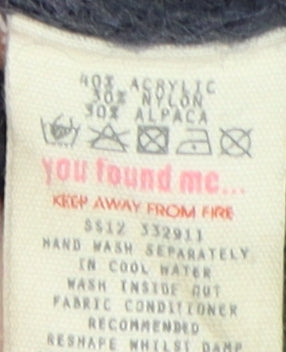 40% ACRYLIC
30% NYLON
30% ALPACA
you found me...
KEEP AWAY FROM FIRE
SS12 332911
HAND WASH SEPARATELY
IN COOL WATER
WASH INSIDE OUT
FABRIC CONDITIONER
RECOMMENDED
RESHAPE WHILST DAMP